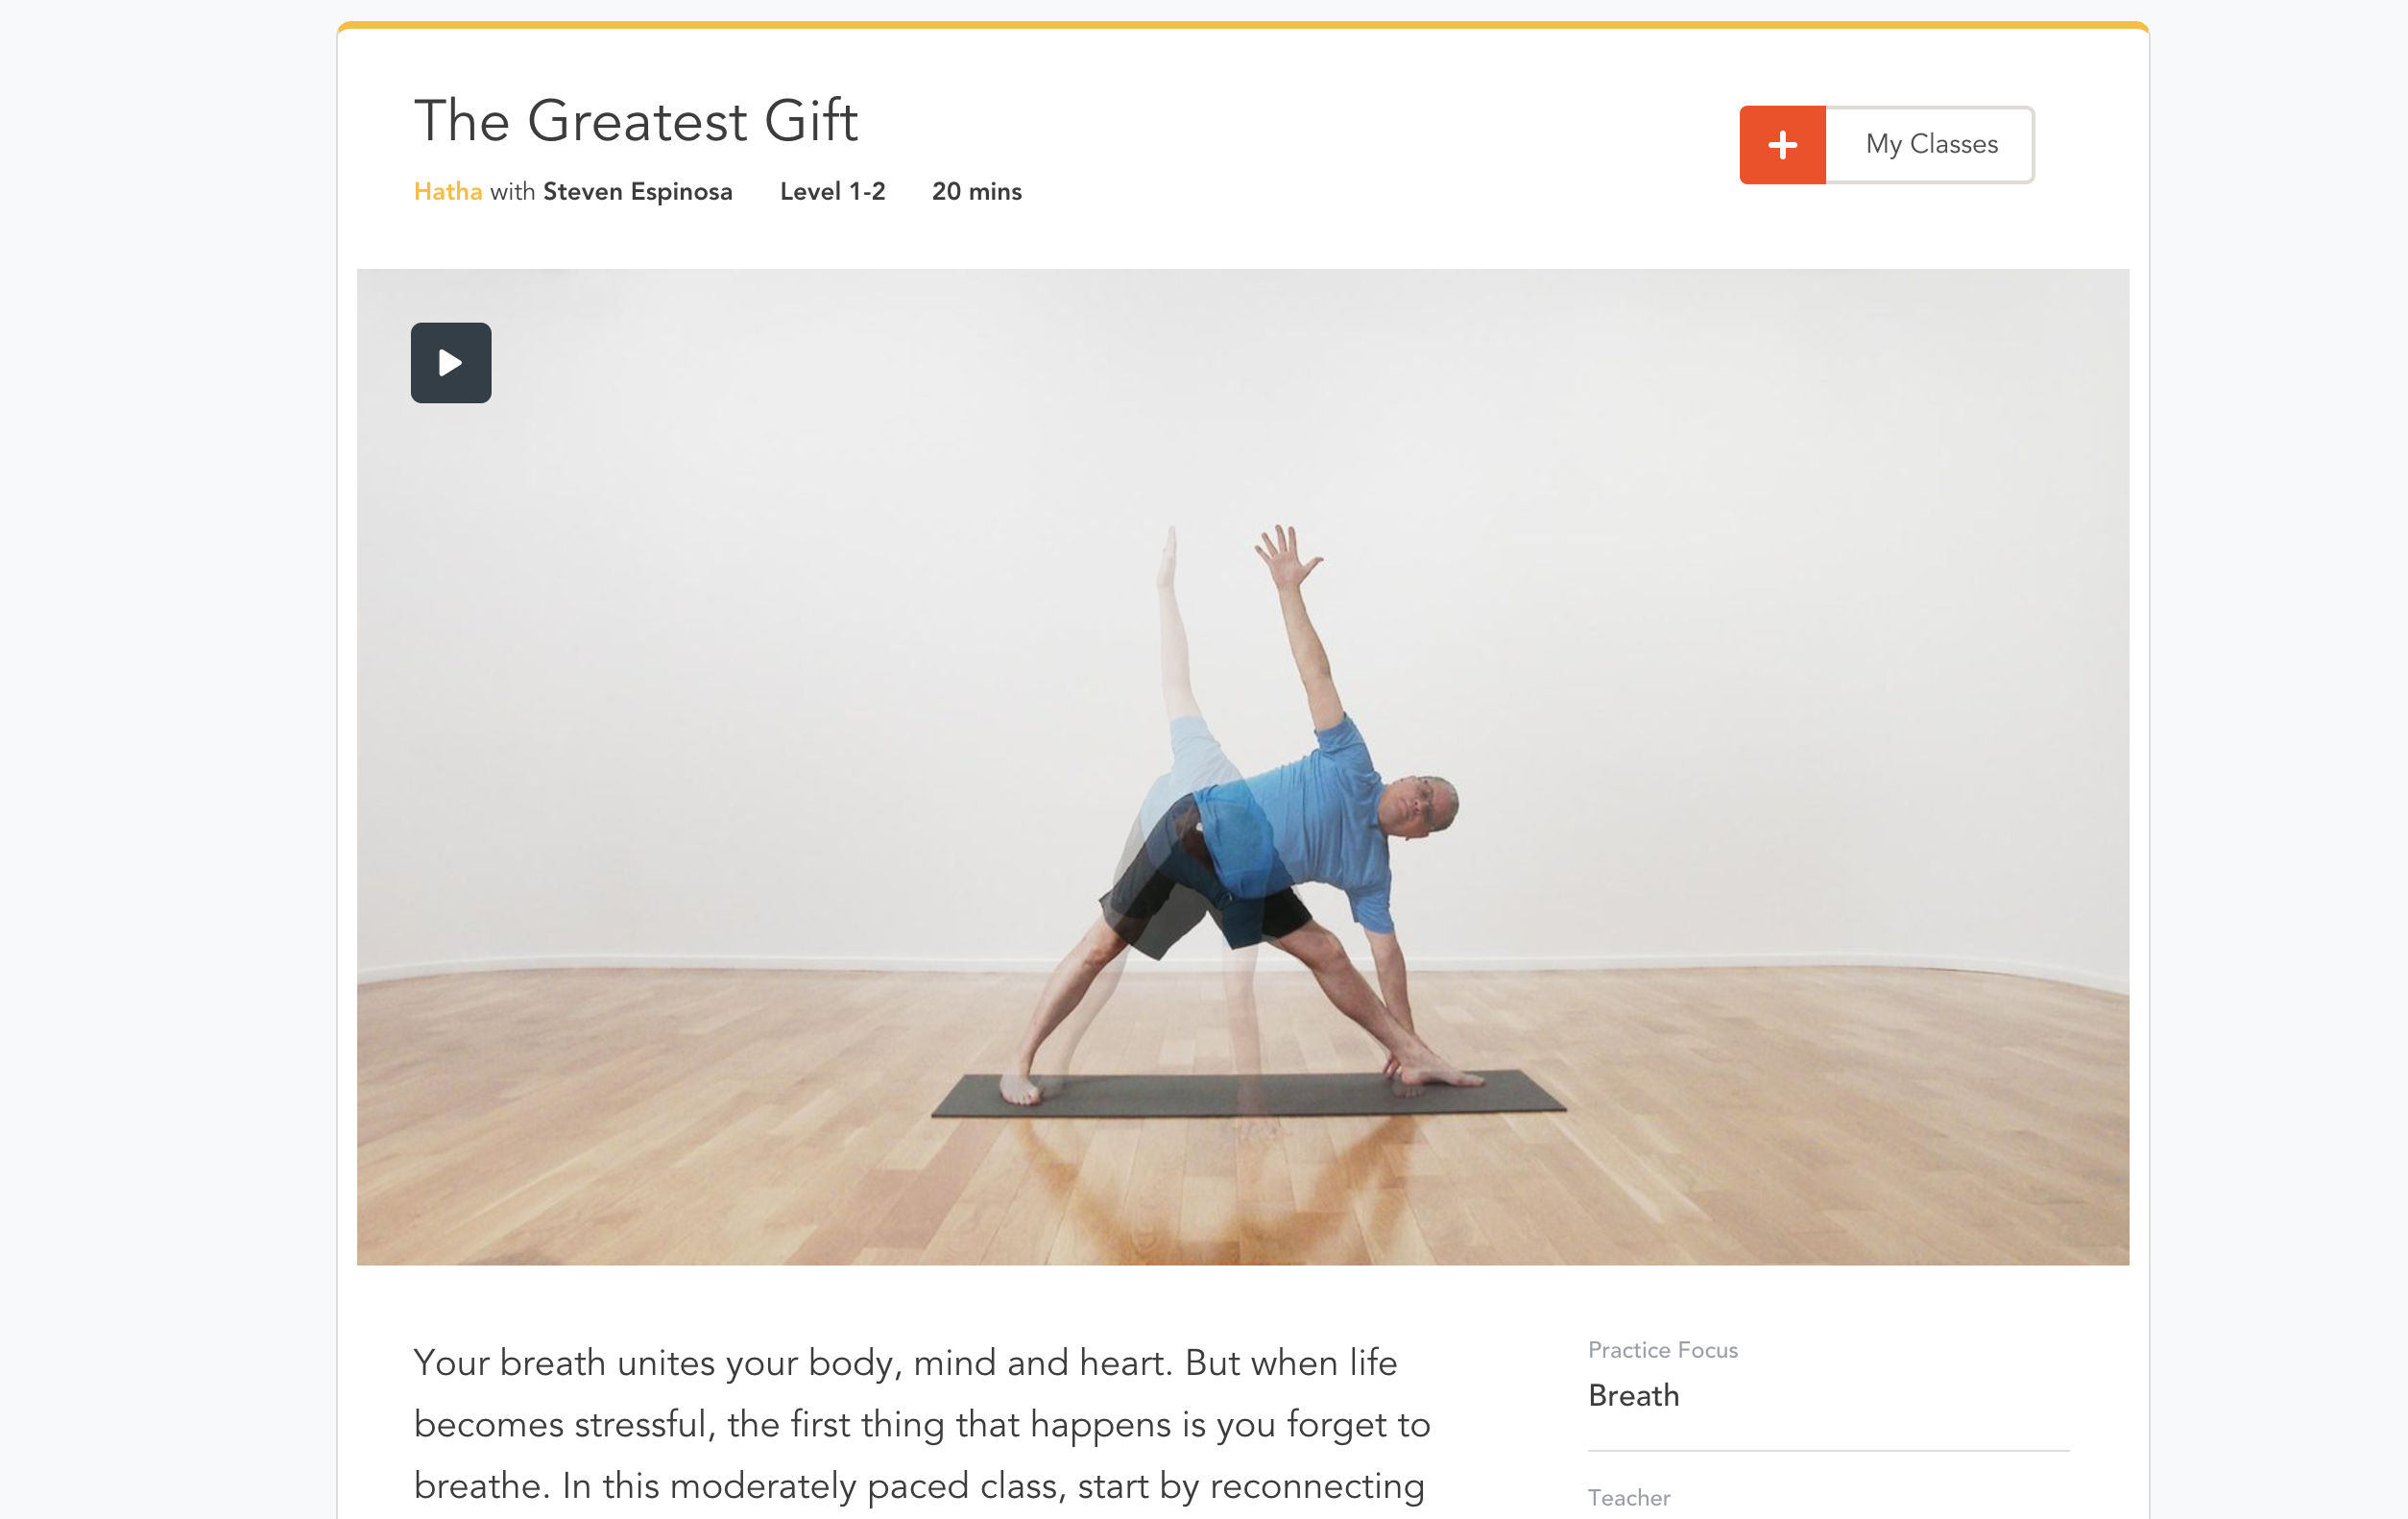 The Greatest Gift
Hatha with Steven Espinosa Level 1-2 20 mins
My Classes
Your breath unites your body, mind and heart. But when life
becomes stressful, the first thing that happens is you forget to
breathe. In this moderately paced class, start by reconnecting
Practice Focus
Breath
Teacher